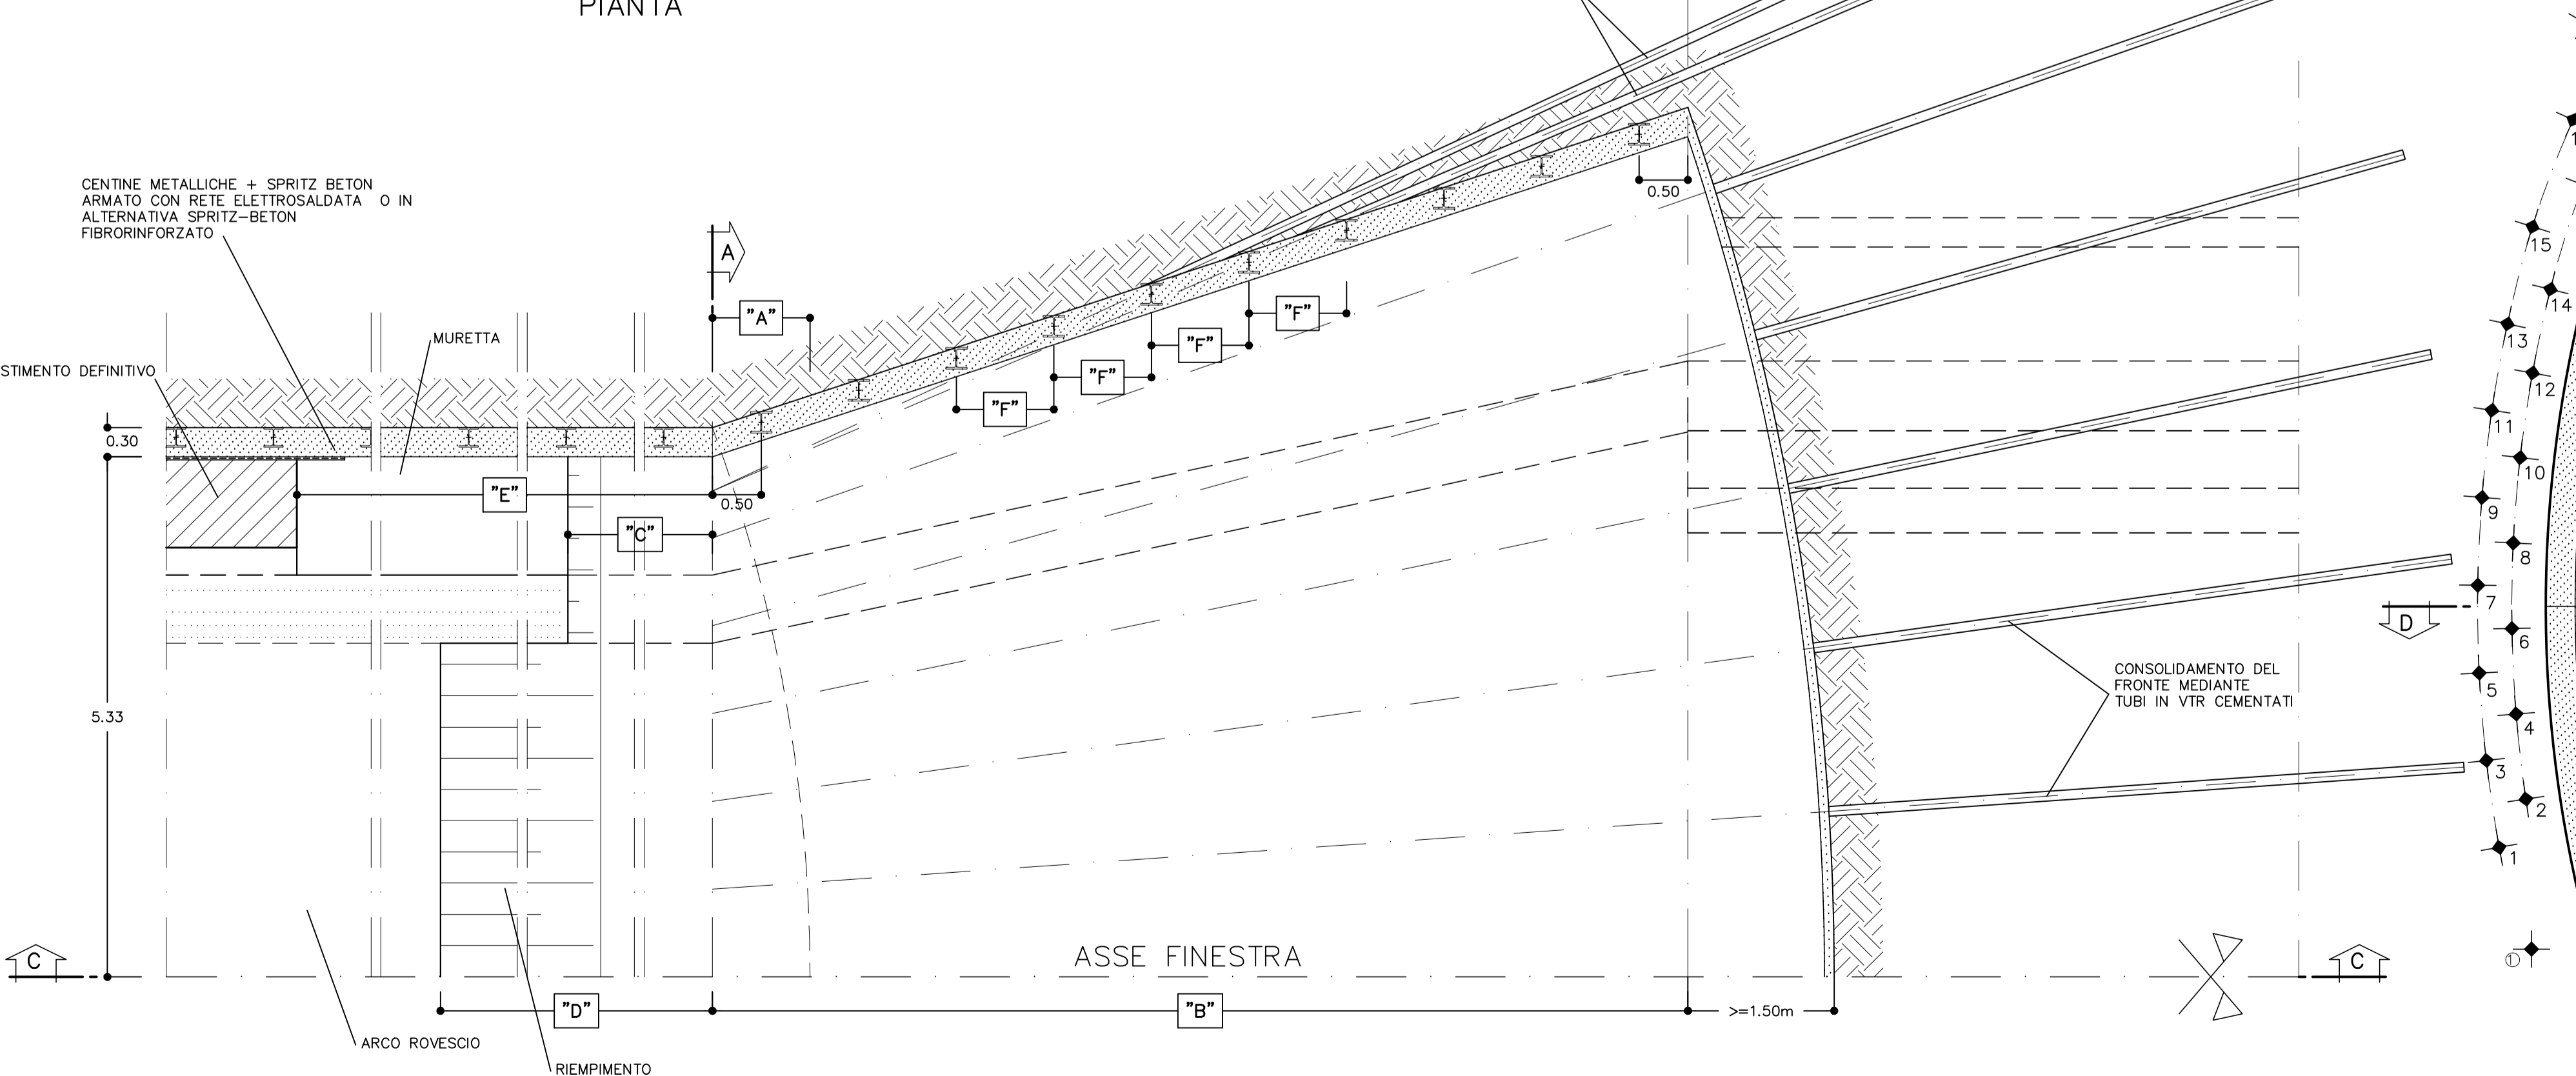 PIANTA
CENTINE METALLICHE + SPRITZ BETON
ARMATO CON RETE ELETTROSALDATA O IN
ALTERNATIVA SPRITZ-BETON
FIBRORINFORZATO
MURETTA
STIMENTO DEFINITIVO
0.30
5.33
A
"A"
"F"
"F"
"F"
"F"
0.50
"E"
0.50
"C"
15
14
13
12
11
10
9
8
7
D
6
5
4
3
2
1
1
CONSOLIDAMENTO DEL
FRONTE MEDIANTE
TUBI IN VTR CEMENTATI
ASSE FINESTRA
C
C
"D"
"B"
>=1.50m
ARCO ROVESCIO
RIEMPIMENTO